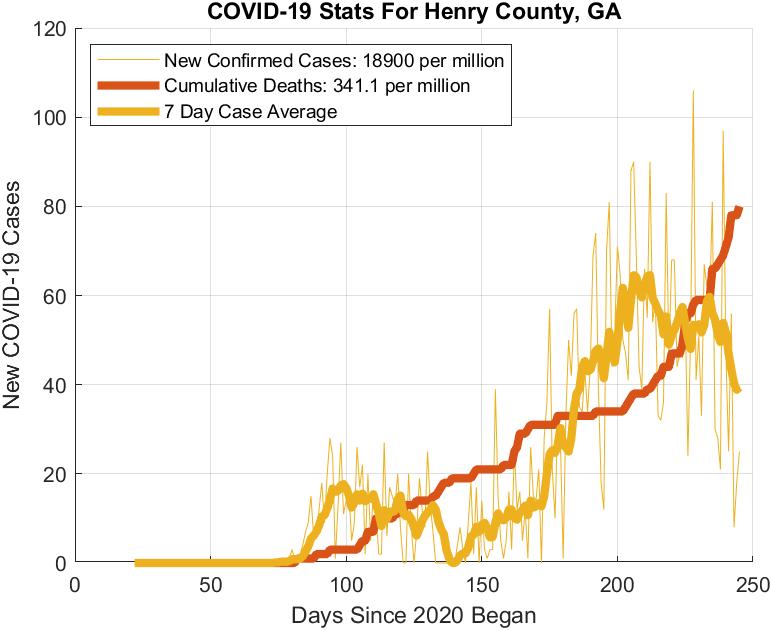 COVID-19 Stats For Henry County, GA
New Confirmed Cases: 18900 per million
Cumulative Deaths: 341.1 per million
7 Day Case Average
New COVID-19 Cases
120
100
80
60
40
20
0
0 50 100 150 200 250
Days Since 2020 Began